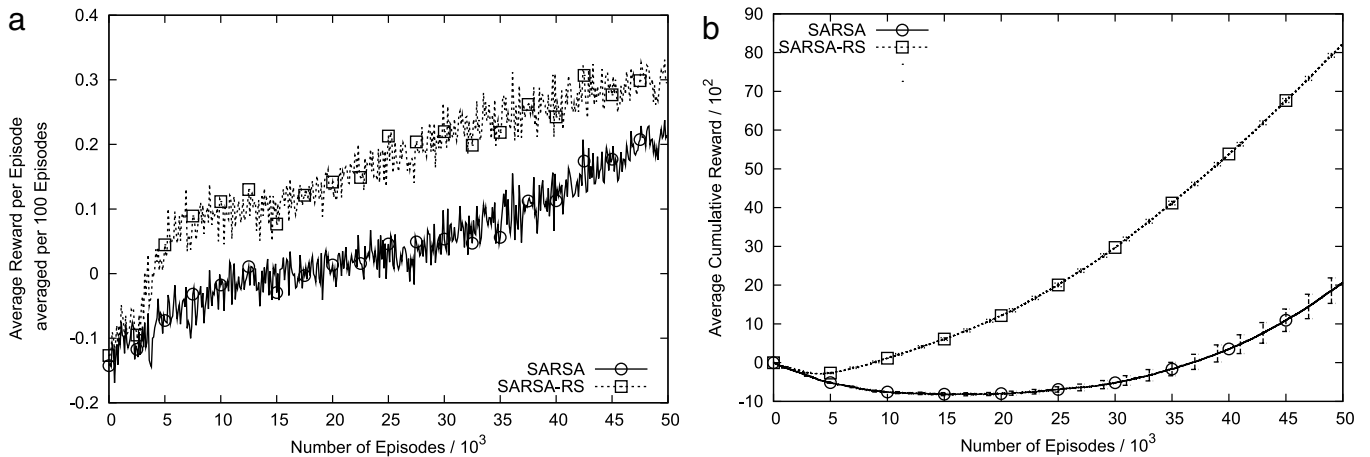 a
Average Reward per Episode
averaged per 100 Episodes
0.4
0.3
0.2
0.1
0
-0.1
-0.2
0 5 10 15 20 25 30 35 40 45 50
Number of Episodes / 10³
SARSA
SARSA-RS
b
Average Cumulative Reward / 10²
90
80
70
60
50
40
30
20
10
0
-10
0 5 10 15 20 25 30 35 40 45 50
Number of Episodes / 10³
SARSA
SARSA-RS